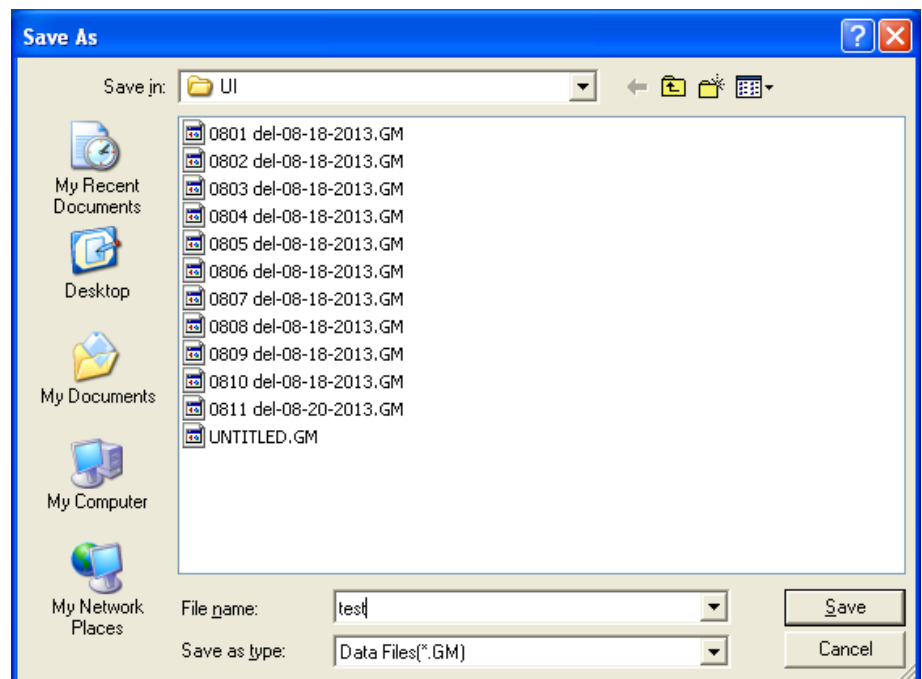 Save As
Save in:
UI
My Recent
Documents
Desktop
My Documents
My Computer
My Network
Places
0801 del-08-18-2013.GM
0802 del-08-18-2013.GM
0803 del-08-18-2013.GM
0804 del-08-18-2013.GM
0805 del-08-18-2013.GM
0806 del-08-18-2013.GM
0807 del-08-18-2013.GM
0808 del-08-18-2013.GM
0809 del-08-18-2013.GM
0810 del-08-18-2013.GM
0811 del-08-20-2013.GM
UNTITLED.GM
File name:
test
Save
Save as type:
Data Files(*.GM)
Cancel